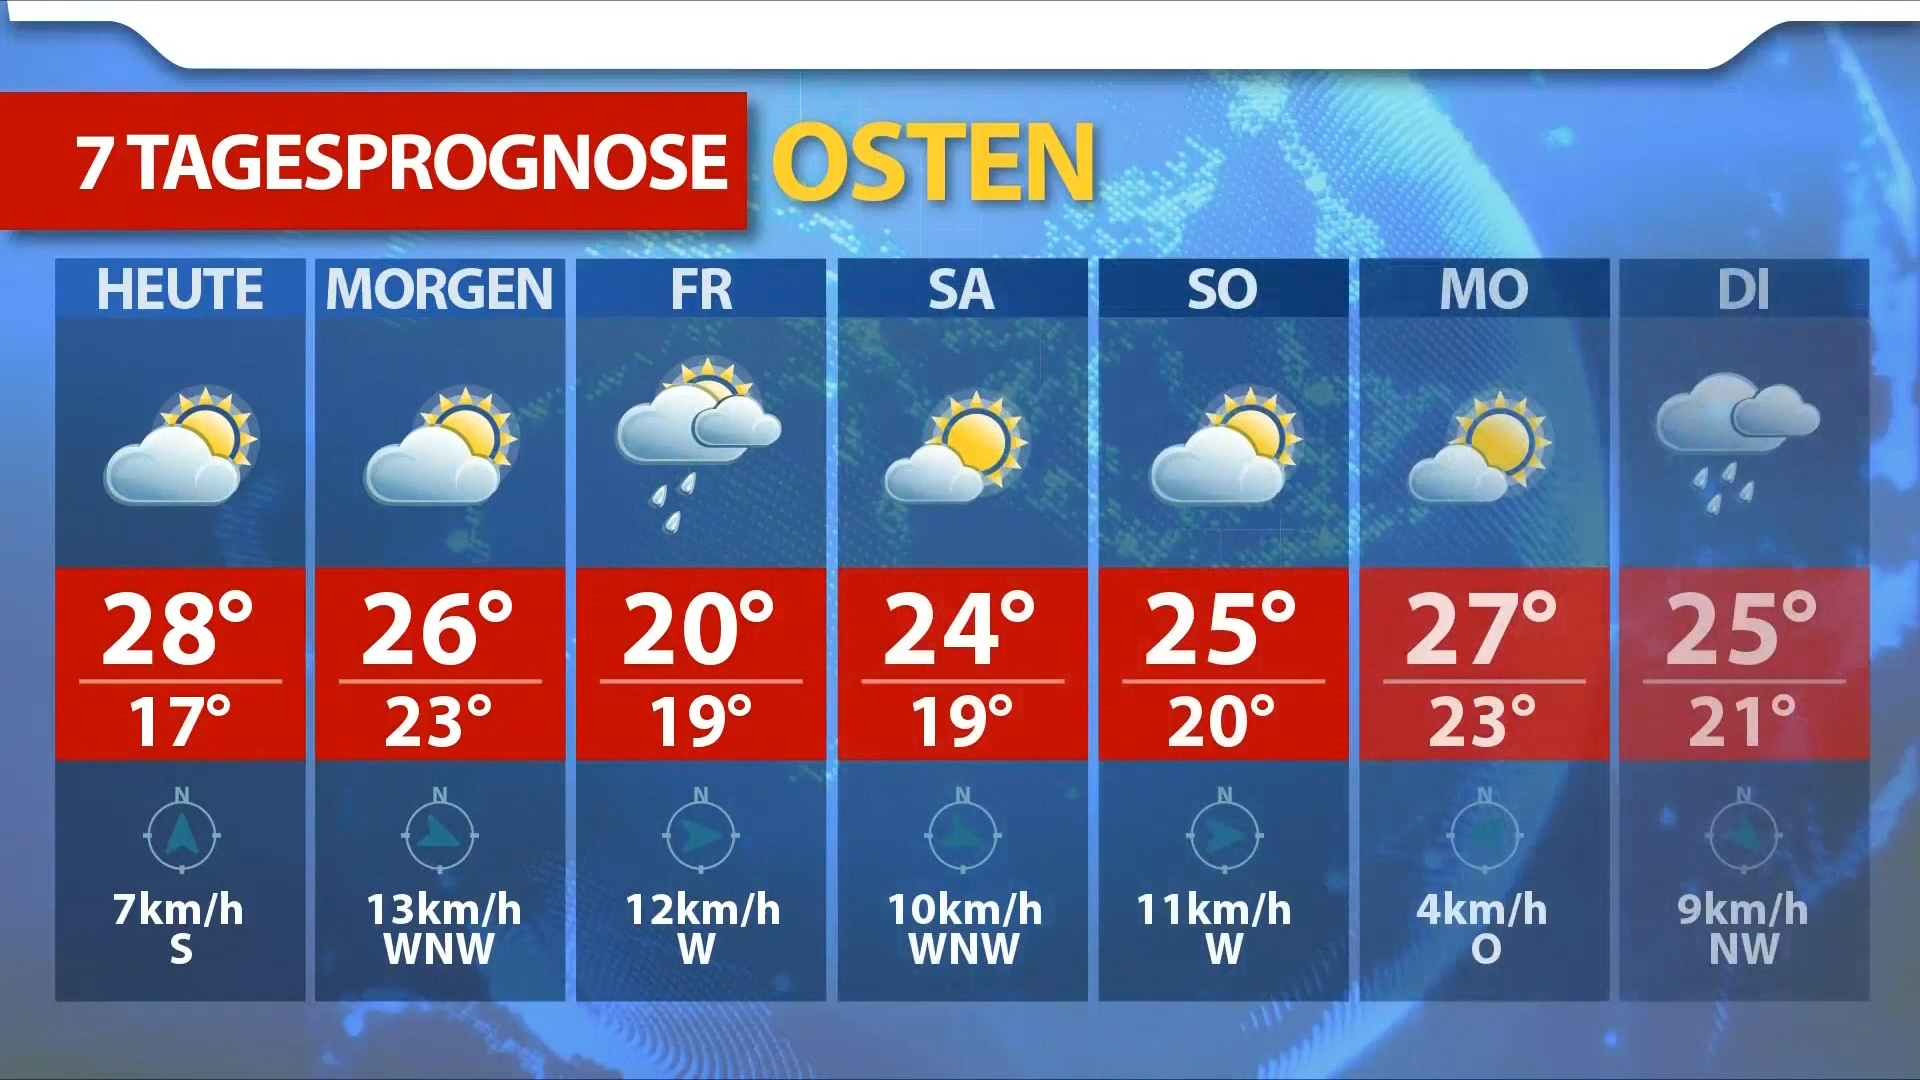 7 TAGESPROGNOSE OSTEN
HEUTE MORGEN FR SA SO MO DI
28° 26° 20° 24° 25° 27° 25°
17° 23° 19° 19° 20° 23° 21°
N N N N N N N
7km/h 13km/h 12km/h 10km/h 11km/h 4km/h 9km/h
S WNW W WNW W O NW